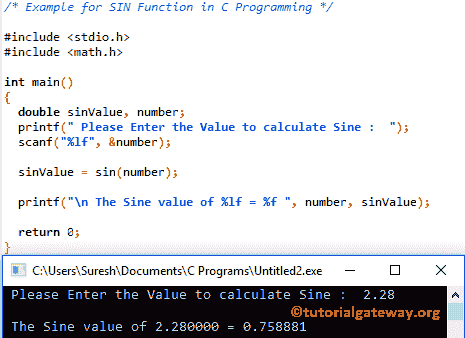 /* Example for SIN Function in C Programming */
#include <stdio.h>
#include <math.h>
int main()
{
double sinValue, number;
printf(" Please Enter the Value to calculate Sine :  ");
scanf("%lf", &number);
sinValue = sin(number);
printf("\n The Sine value of %lf = %f ", number, sinValue);
return 0;
}
C:\Users\Suresh\Documents\C Programs\Untitled2.exe
Please Enter the Value to calculate Sine :  2.28
©tutorialgateway.org
The Sine value of 2.280000 = 0.758881